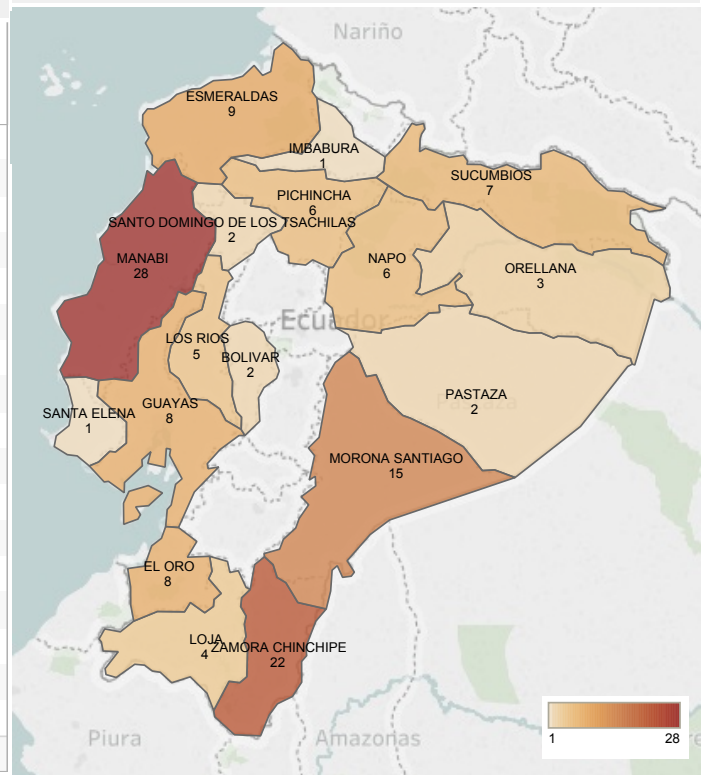 Nariño
ESMERALDAS
9
IMBABURA
1
SUCUMBIOS
7
PICHINCHA
6
SANTO DOMINGO DE LOS TSACHILAS
2
MANABI
28
NAPO
6
ORELLANA
3
Ecuador
LOS RIOS
5
BOLIVAR
2
PASTAZA
2
SANTA ELENA
1
GUAYAS
8
MORONA SANTIAGO
15
EL ORO
8
LOJA
4
ZAMORA CHINCHIPE
22
Piura
Amazonas
1
28